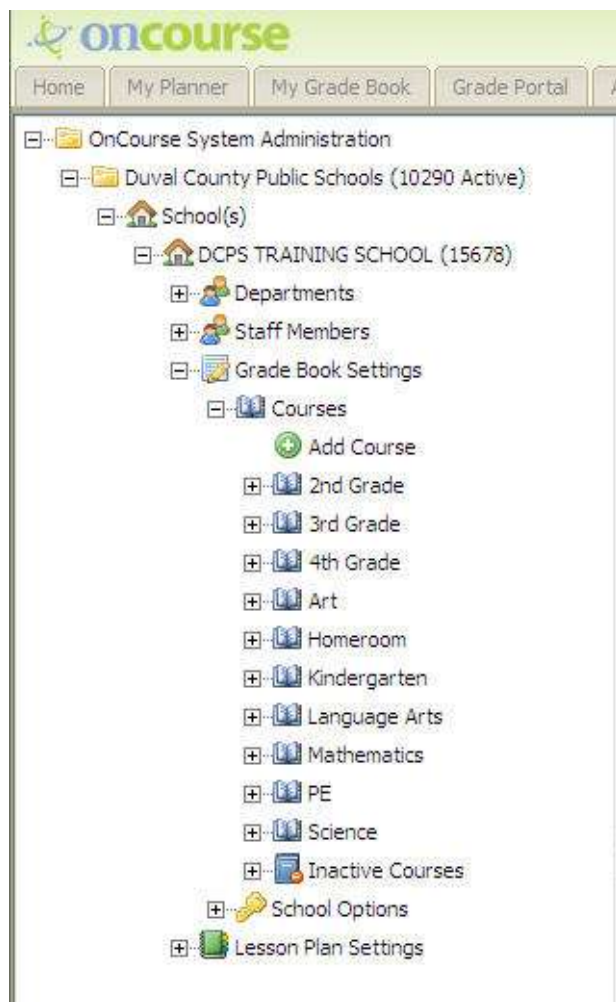 oncourse
Home My Planner My Grade Book Grade Portal
OnCourse System Administration
Duval County Public Schools (10290 Active)
School(s)
DCPS TRAINING SCHOOL (15678)
Departments
Staff Members
Grade Book Settings
Courses
Add Course
2nd Grade
3rd Grade
4th Grade
Art
Homeroom
Kindergarten
Language Arts
Mathematics
PE
Science
Inactive Courses
School Options
Lesson Plan Settings